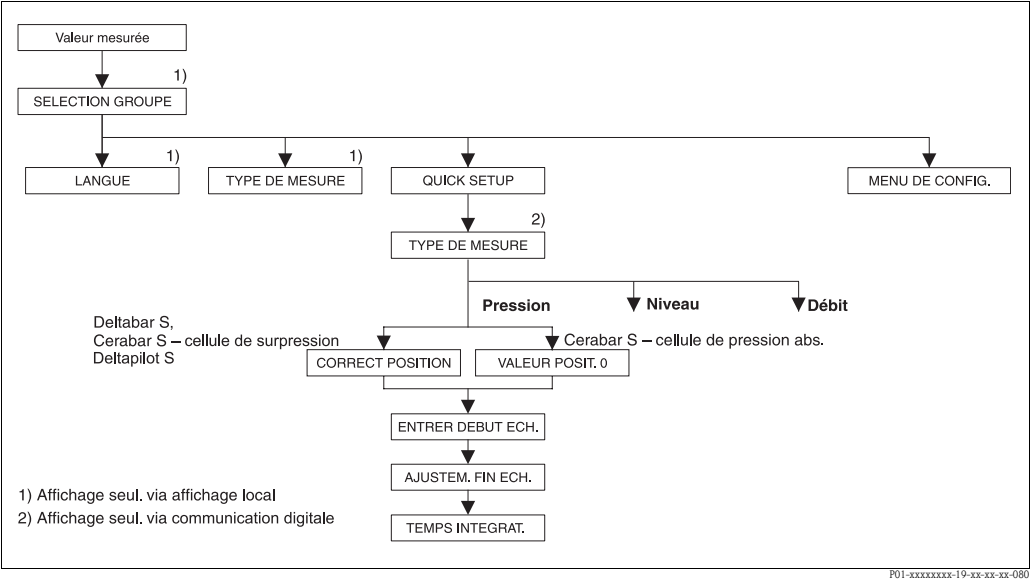 Valeur mesurée
1)
SELECTION GROUPE
1)
1)
LANGUE
TYPE DE MESURE
QUICK SETUP
MENU DE CONFIG.
2)
TYPE DE MESURE
Pression
Niveau
Débit
Deltabar S,
Cerabar S – cellule de surpression
Deltapilot S
Cerabar S – cellule de pression abs.
CORRECT POSITION
VALEUR POSIT. 0
ENTRER DEBUT ECH.
AJUSTEM. FIN ECH.
TEMPS INTEGRAT.
1) Affichage seul. via affichage local
2) Affichage seul. via communication digitale
P01-xxxxxxxx-19-xx-xx-xx-080